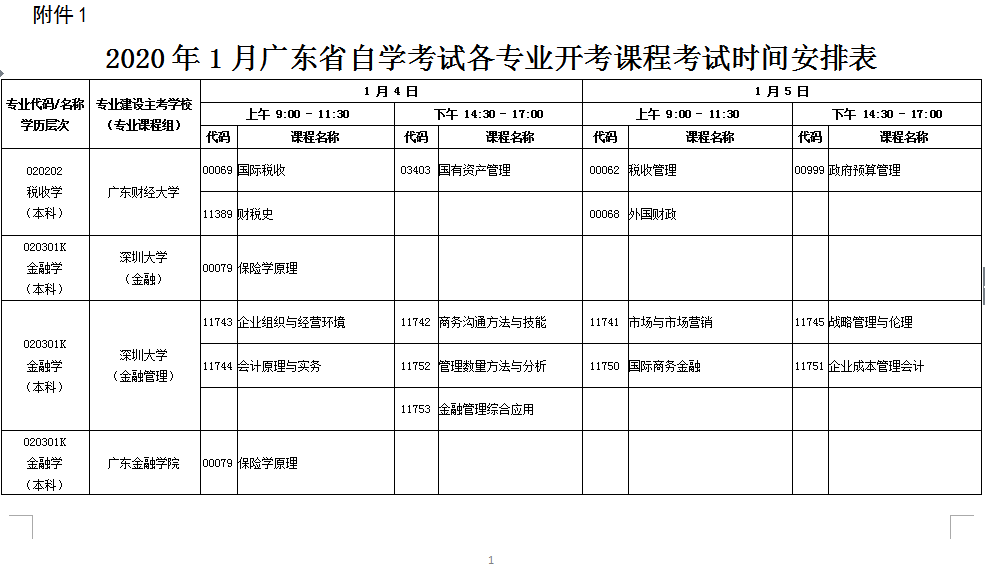 附件1
2020年1月广东省自学考试各专业开考课程考试时间安排表
专业代码/名称 学历层次 专业建设主考学校 (专业课程组) 1月4日 1月5日
上午 9:00 - 11:30 下午 14:30 - 17:00 上午 9:00 - 11:30 下午 14:30 - 17:00
代码 课程名称 代码 课程名称 代码 课程名称 代码 课程名称
020202 税收学 (本科) 广东财经大学 00069 国际税收 03403 国有资产管理 00062 税收管理 00999 政府预算管理
11389 财税史 00068 外国财政
020301K 金融学 (本科) 深圳大学 (金融) 00079 保险学原理
020301K 金融学 (本科) 深圳大学 (金融管理) 11743 企业组织与经营环境 11742 商务沟通方法与技能 11741 市场与市场营销 11745 战略管理与伦理
11744 会计原理与实务 11752 管理数量方法与分析 11750 国际商务金融 11751 企业成本管理会计
11753 金融管理综合应用
020301K 金融学 (本科) 广东金融学院 00079 保险学原理
1